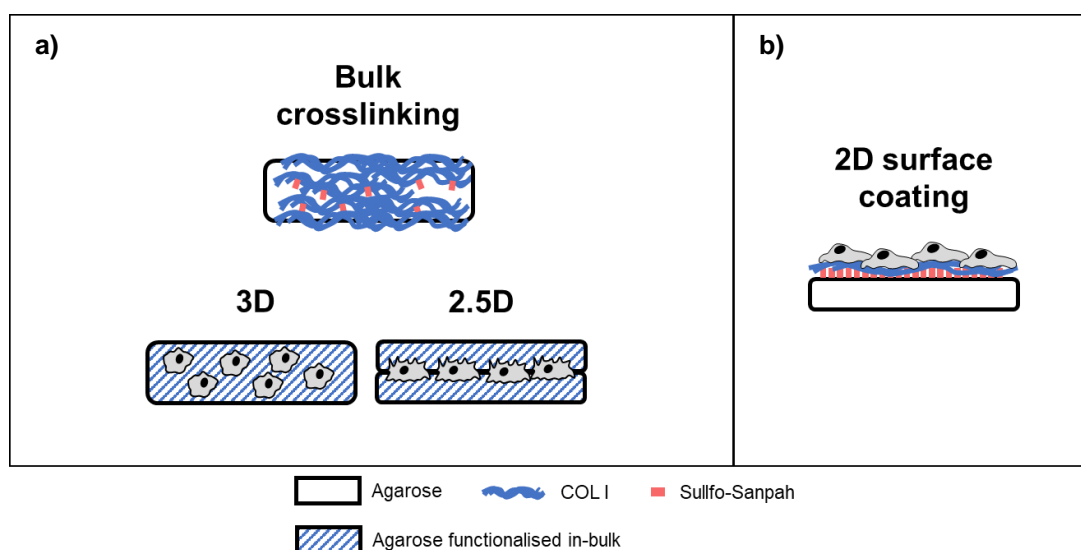 a)
Bulk
crosslinking
3D
2.5D
b)
2D surface
coating
Agarose
COL I
Sullfo-Sanpah
Agarose functionalised in-bulk